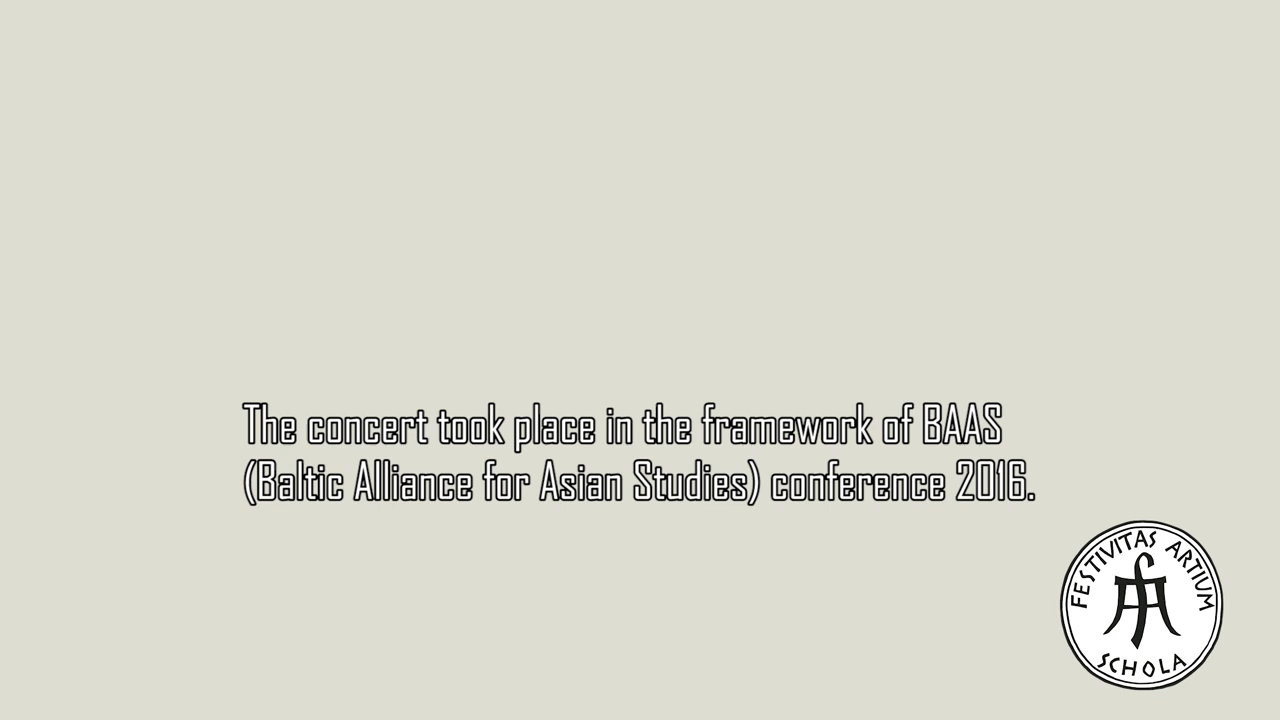 The concert took place in the framework of BAAS
(Baltic Alliance for Asian Studies) conference 2016.
FESTIVITAS ARTIUM
SCHOLA